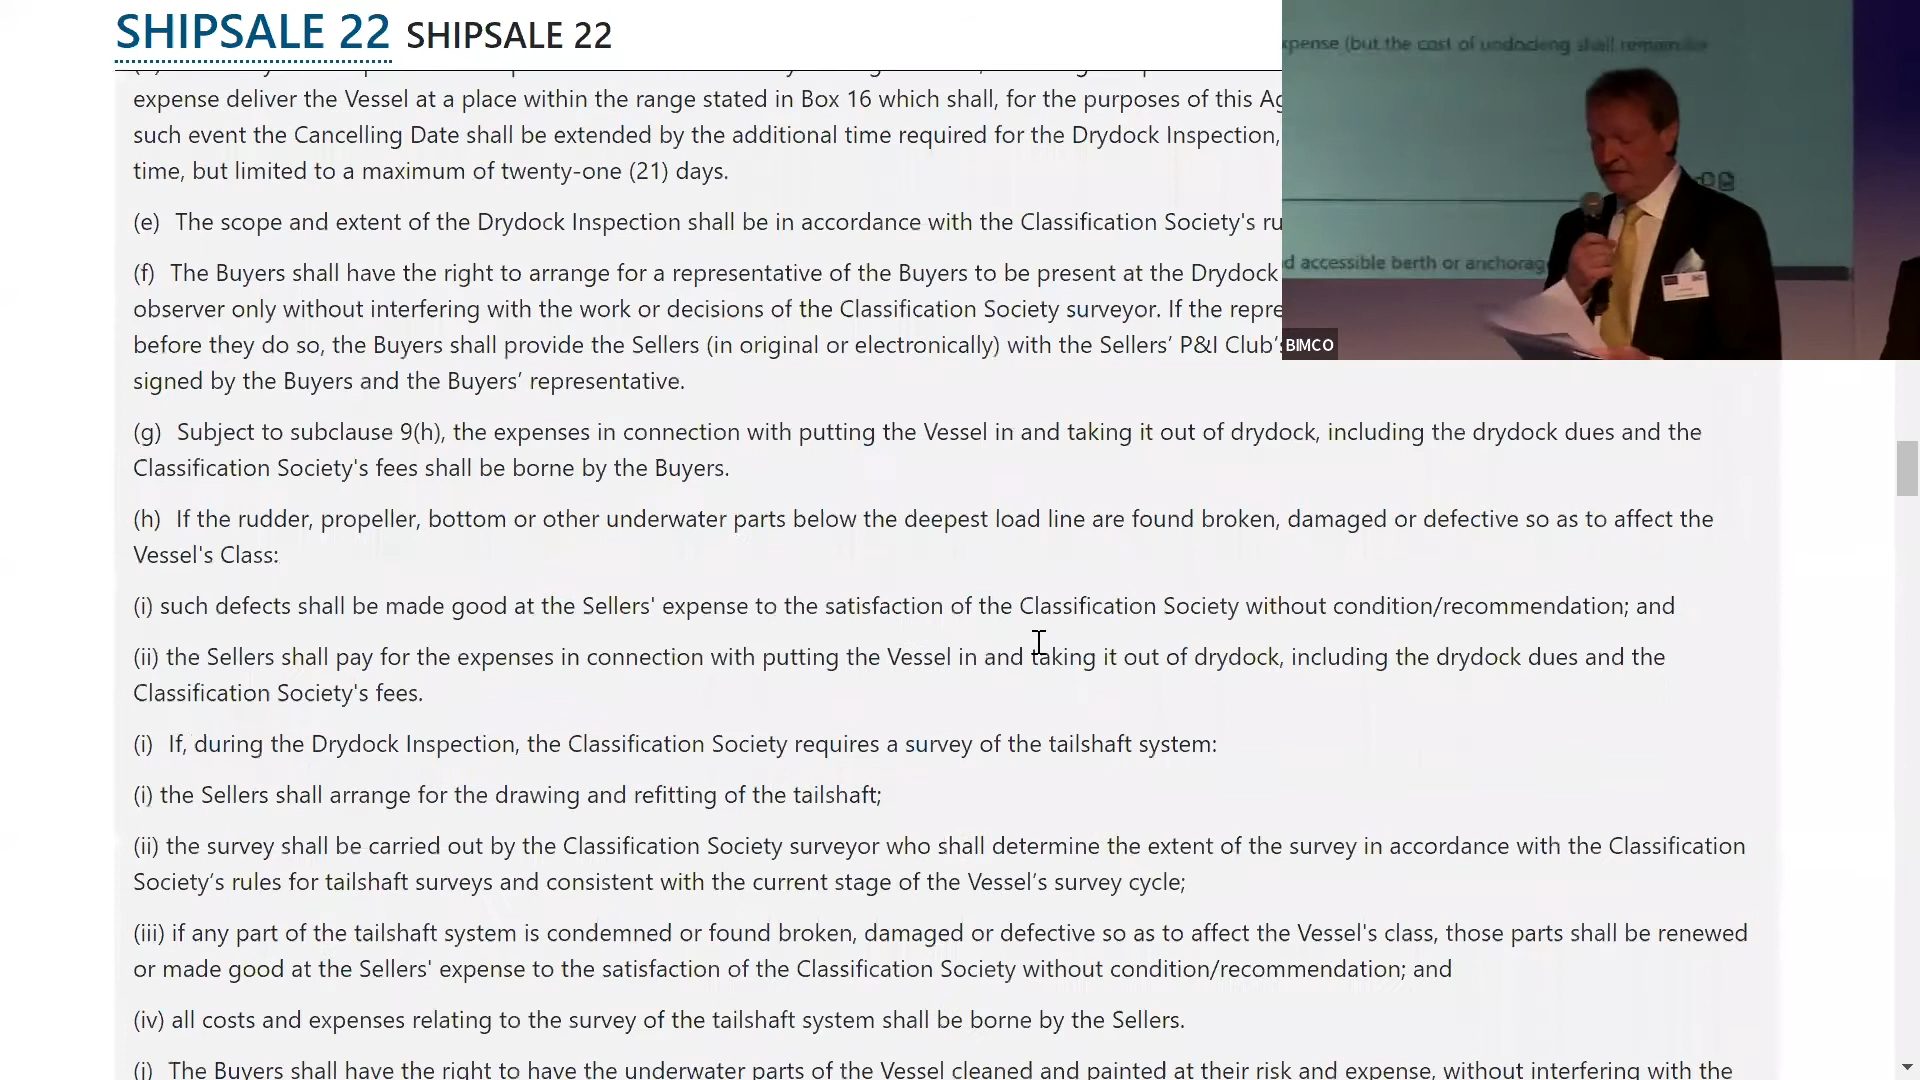 SHIPSALE 22 SHIPSALE 22
expense deliver the Vessel at a place within the range stated in Box 16 which shall, for the purposes of this Ag
such event the Cancelling Date shall be extended by the additional time required for the Drydock Inspection,
time, but limited to a maximum of twenty-one (21) days.
(e) The scope and extent of the Drydock Inspection shall be in accordance with the Classification Society's ru
(f) The Buyers shall have the right to arrange for a representative of the Buyers to be present at the Drydock
observer only without interfering with the work or decisions of the Classification Society surveyor. If the repre
before they do so, the Buyers shall provide the Sellers (in original or electronically) with the Sellers’ P&I Club’s
signed by the Buyers and the Buyers’ representative.
(g) Subject to subclause 9(h), the expenses in connection with putting the Vessel in and taking it out of drydock, including the drydock dues and the
Classification Society's fees shall be borne by the Buyers.
(h) If the rudder, propeller, bottom or other underwater parts below the deepest load line are found broken, damaged or defective so as to affect the
Vessel's Class:
(i) such defects shall be made good at the Sellers' expense to the satisfaction of the Classification Society without condition/recommendation; and
(ii) the Sellers shall pay for the expenses in connection with putting the Vessel in and taking it out of drydock, including the drydock dues and the
Classification Society's fees.
(i) If, during the Drydock Inspection, the Classification Society requires a survey of the tailshaft system:
(i) the Sellers shall arrange for the drawing and refitting of the tailshaft;
(ii) the survey shall be carried out by the Classification Society surveyor who shall determine the extent of the survey in accordance with the Classification
Society’s rules for tailshaft surveys and consistent with the current stage of the Vessel’s survey cycle;
(iii) if any part of the tailshaft system is condemned or found broken, damaged or defective so as to affect the Vessel's class, those parts shall be renewed
or made good at the Sellers' expense to the satisfaction of the Classification Society without condition/recommendation; and
(iv) all costs and expenses relating to the survey of the tailshaft system shall be borne by the Sellers.
(j) The Buyers shall have the right to have the underwater parts of the Vessel cleaned and painted at their risk and expense, without interfering with the
xpense (but the cost of undocking shall remain
d accessible berth or anchorag
BIMCO